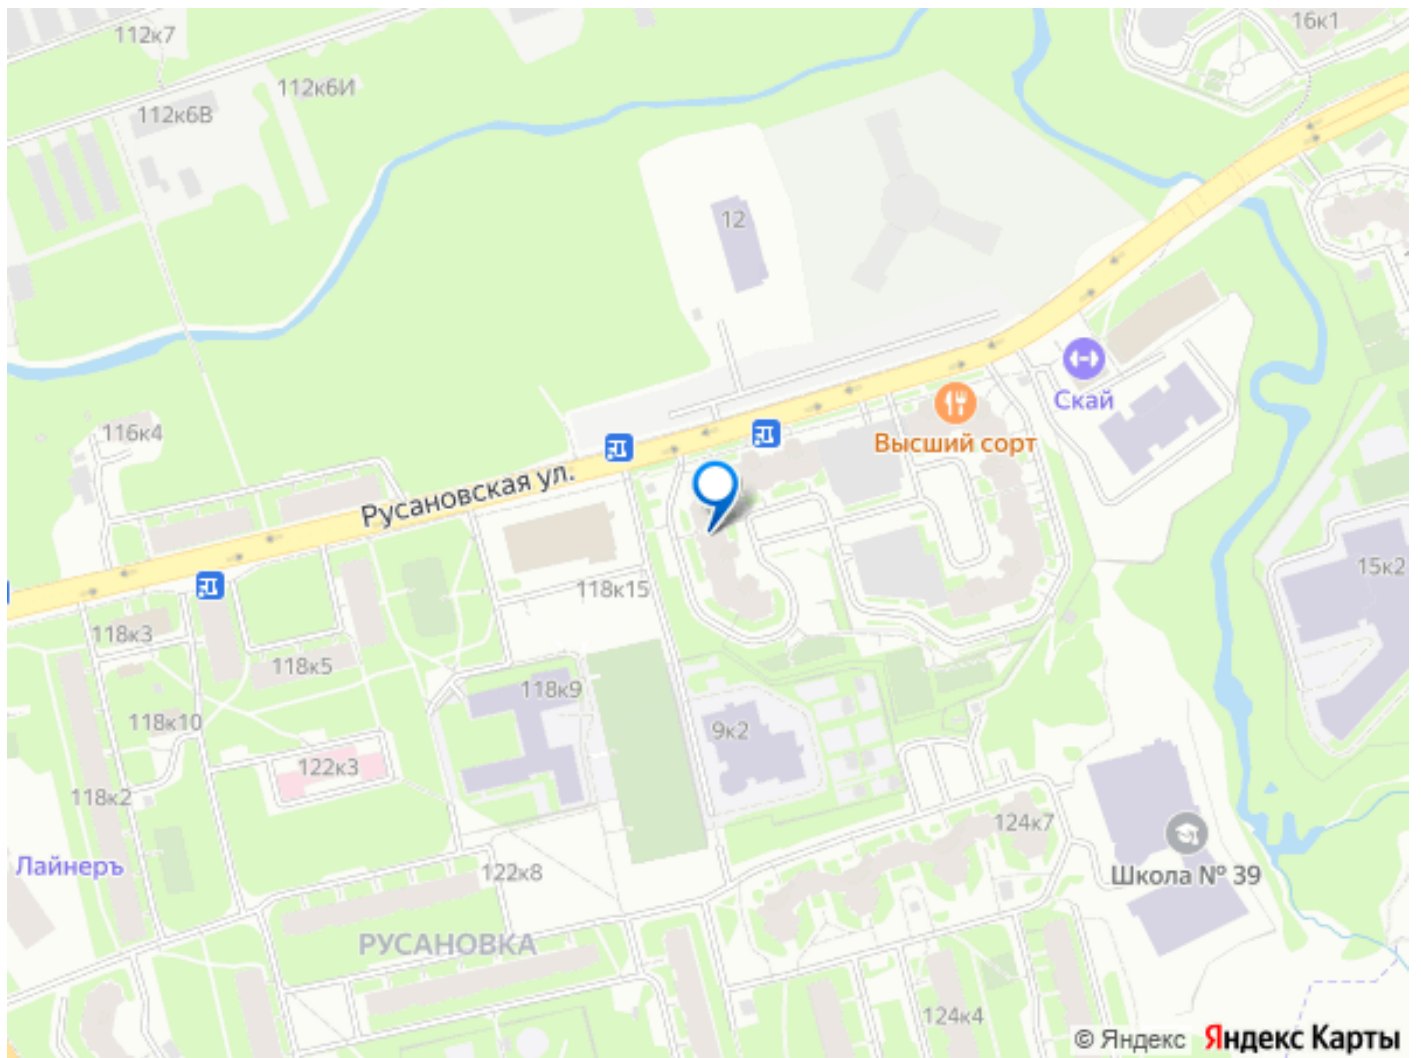 112к7
16к1
112к6И
112к6В
12
Скай
116к4
Высший сорт
Русановская ул.
15к2
118к15
118к3
118к5
118к9
118к10
9к2
122к3
118к2
124к7
Лайнеръ
122к8
Школа № 39
РУСАНОВКА
124к4
© Яндекс Яндекс Карты